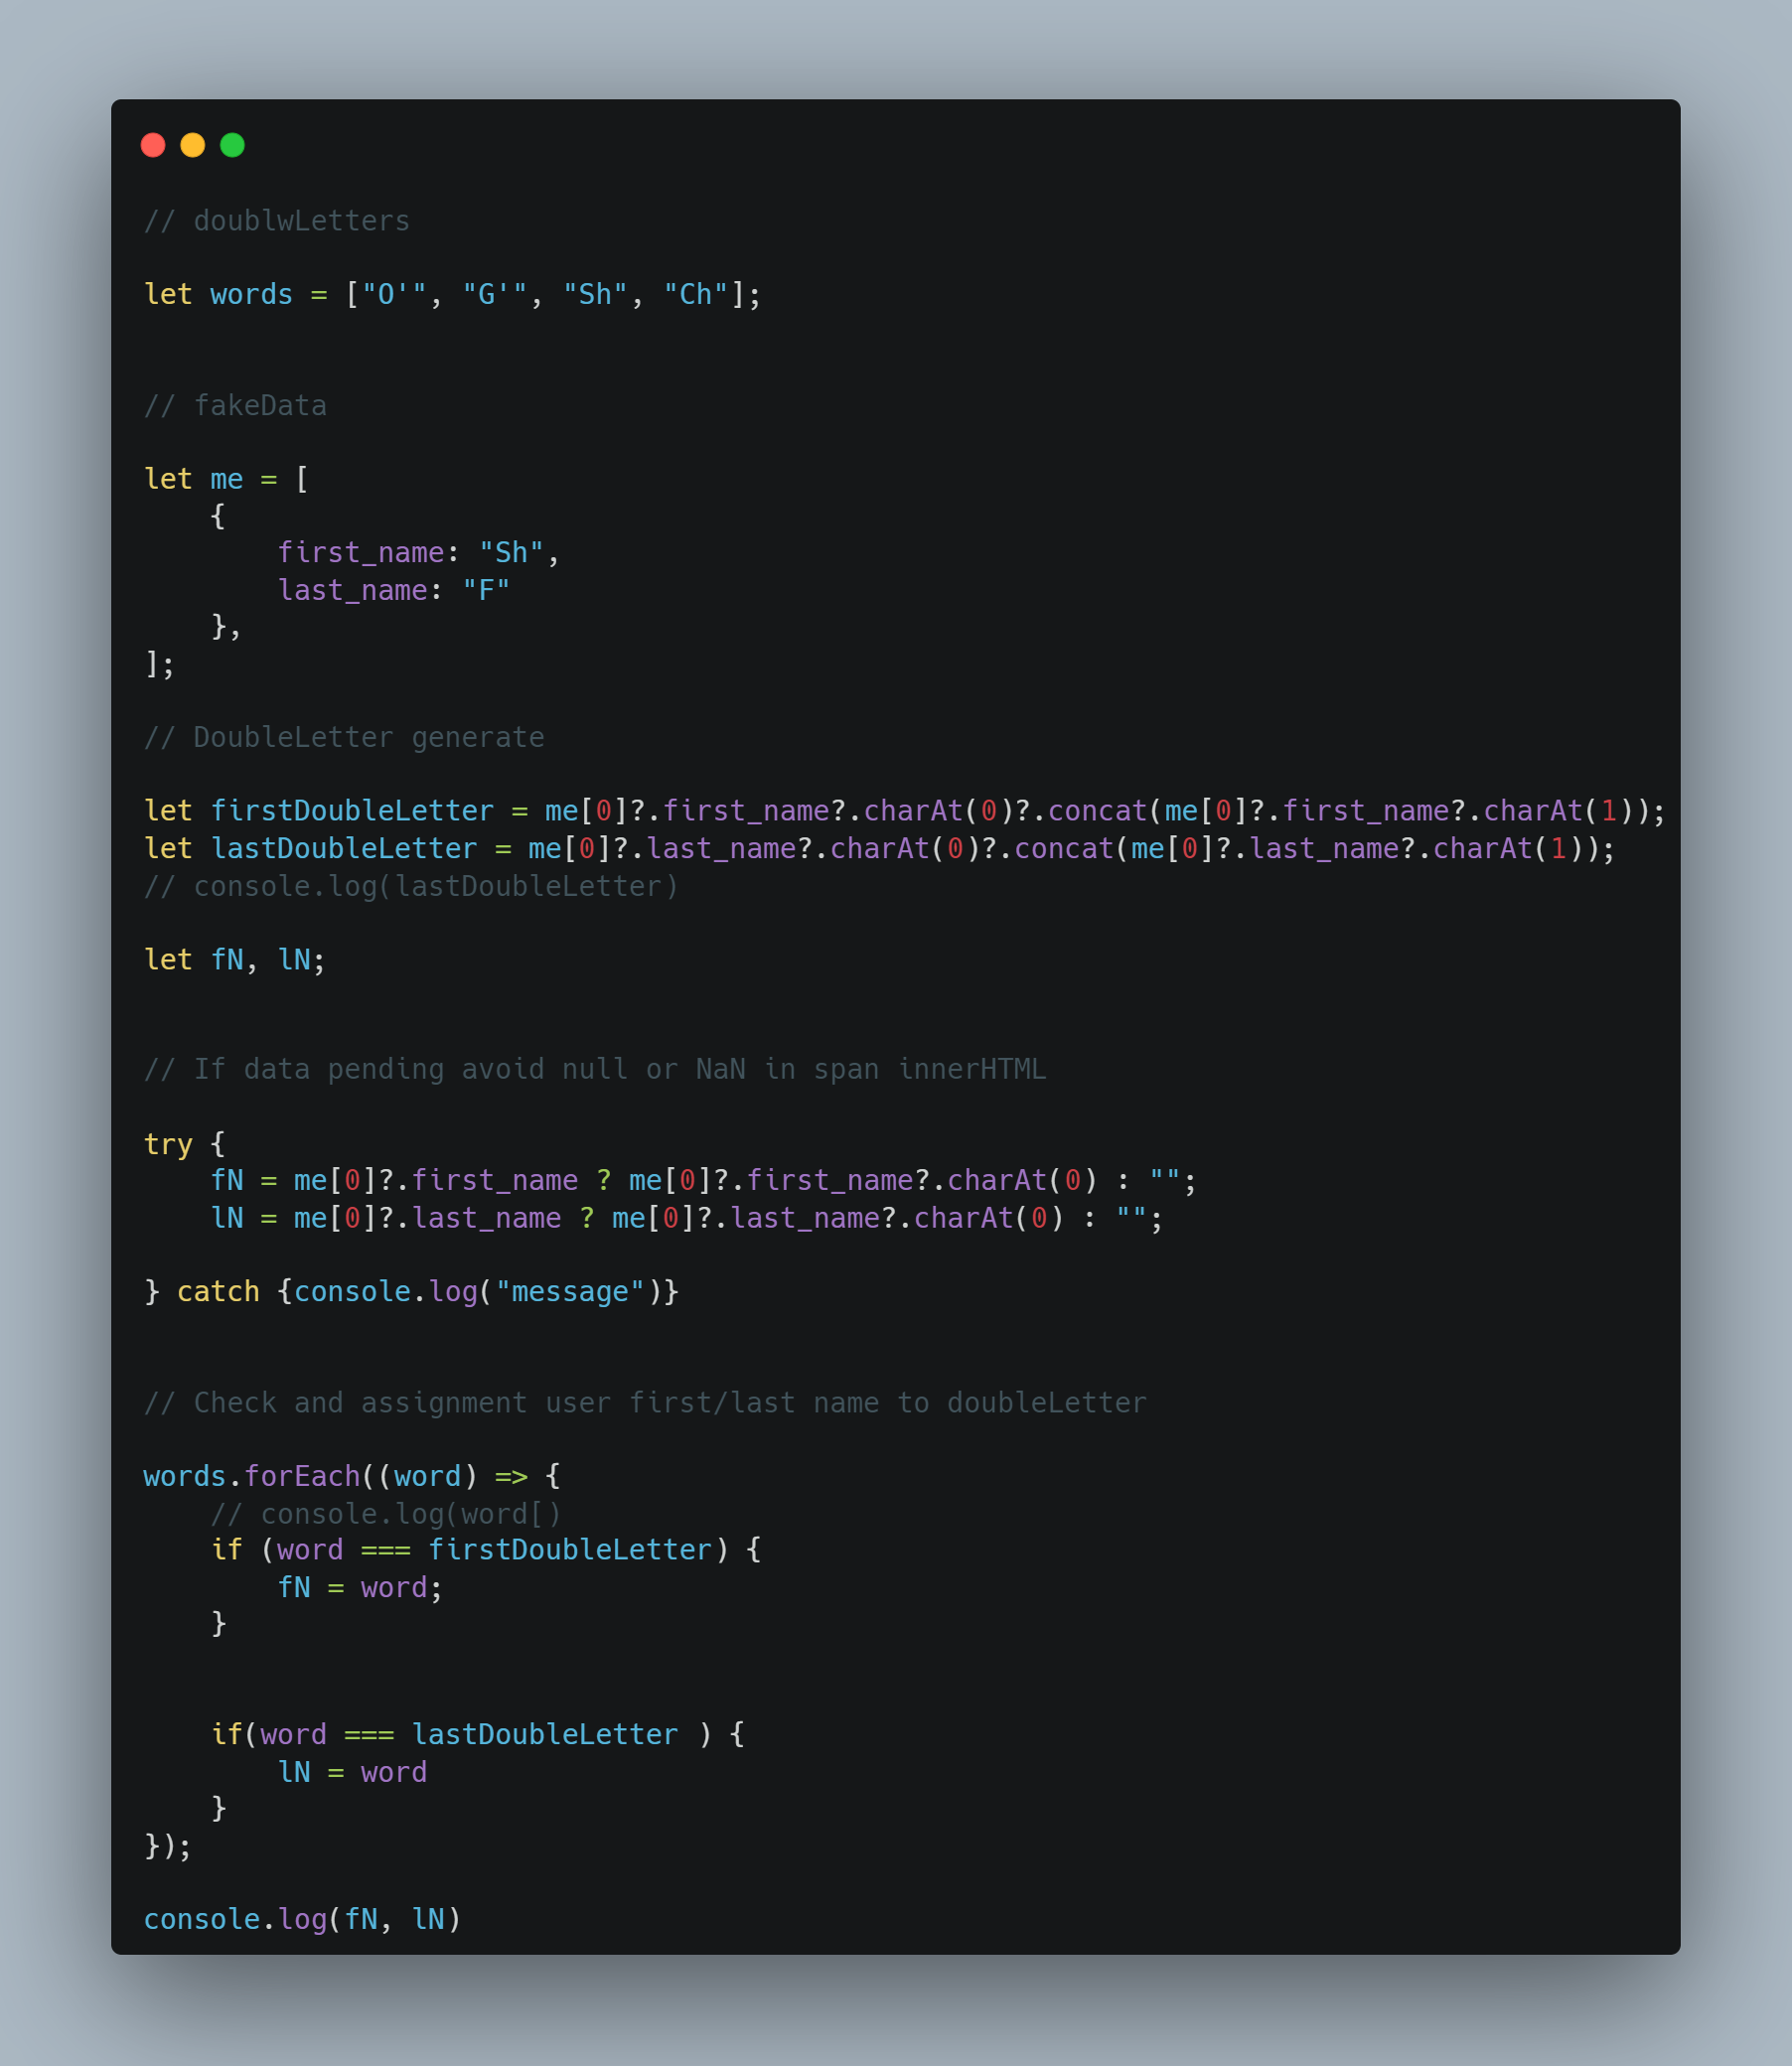 // doublwLetters
let words = ["O'", "G'", "Sh", "Ch"];
// fakeData
let me = [
    {
        first_name: "Sh",
        last_name: "F"
    },
];
// DoubleLetter generate
let firstDoubleLetter = me[0]?.first_name?.charAt(0)?.concat(me[0]?.first_name?.charAt(1));
let lastDoubleLetter = me[0]?.last_name?.charAt(0)?.concat(me[0]?.last_name?.charAt(1));
// console.log(lastDoubleLetter)
let fN, lN;
// If data pending avoid null or NaN in span innerHTML
try {
    fN = me[0]?.first_name ? me[0]?.first_name?.charAt(0) : "";
    lN = me[0]?.last_name ? me[0]?.last_name?.charAt(0) : "";
} catch {console.log("message")}
// Check and assignment user first/last name to doubleLetter
words.forEach((word) => {
    // console.log(word[)
    if (word === firstDoubleLetter) {
        fN = word;
    }
    if(word === lastDoubleLetter ) {
        lN = word
    }
});
console.log(fN, lN)